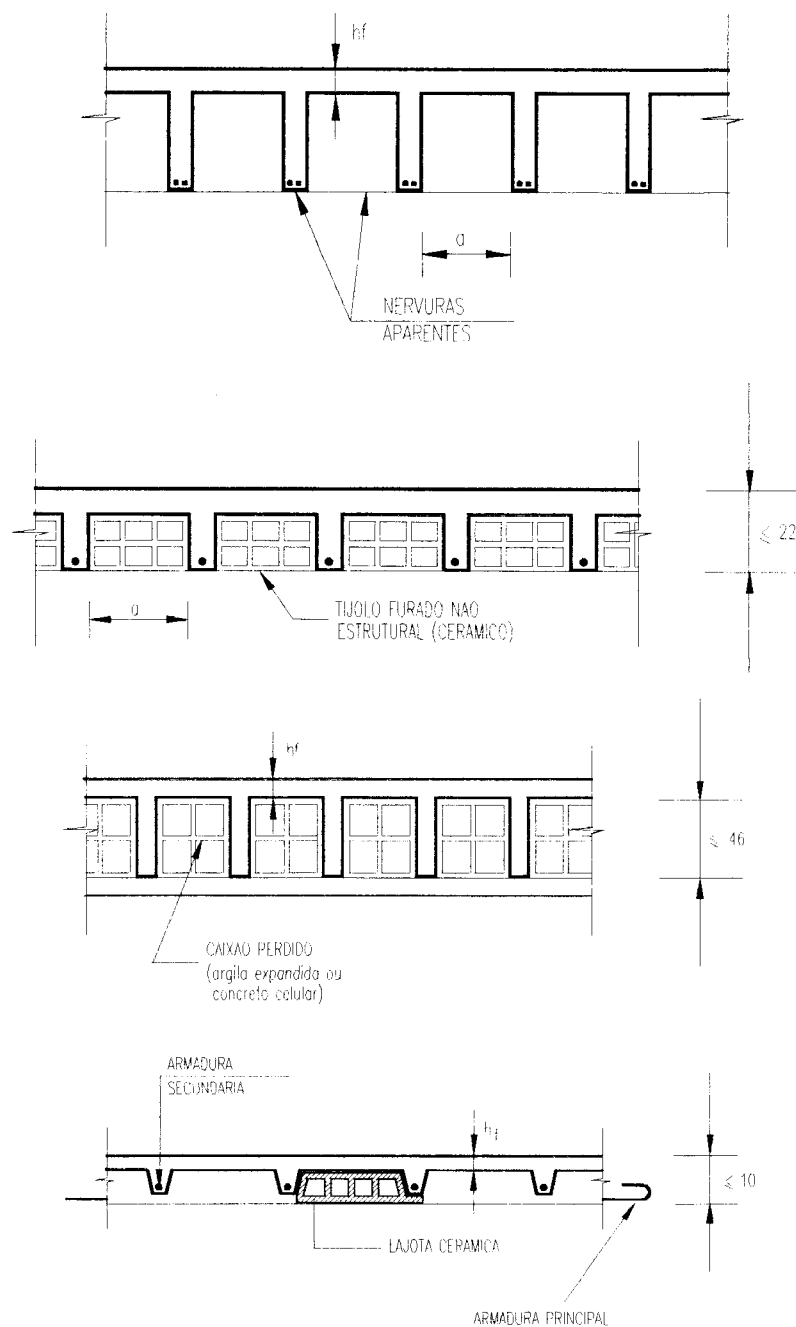 hf
a
NERVURAS
APARENTES
≤ 22
a
TIJOLO FURADO NAO
ESTRUTURAL (CERAMICO)
hf
≤ 46
CAIXAO PERDIDO
(argila expandida ou
concreto celular)
ARMADURA
SECUNDARIA
hf
≤ 10
LAJOTA CERAMICA
ARMADURA PRINCIPAL